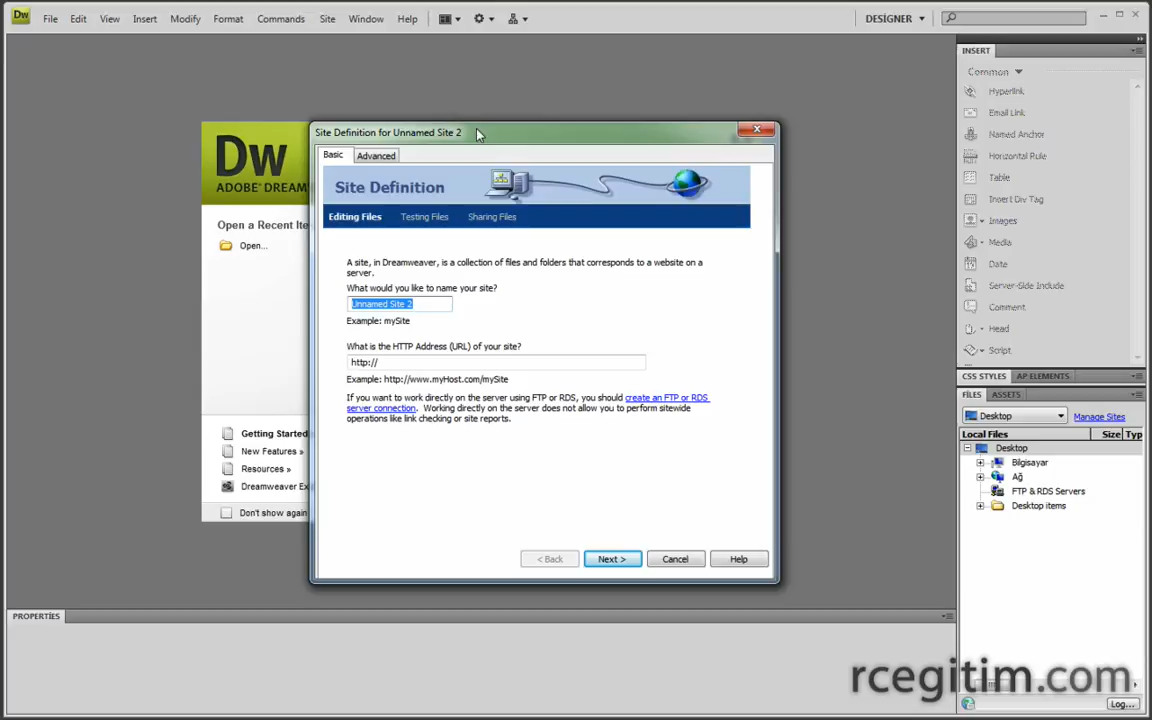 Dw File Edit View Insert Modify Format Commands Site Window Help DESİGNER
INSERT
Common
Hyperlink
Email Link
Named Anchor
Horizontal Rule
Table
Insert Div Tag
Images
Media
Date
Server-Side Include
Comment
Head
Script
CSS STYLES AP ELEMENTS
FİLES ASSETS
Desktop Manage Sites
Local Files Size Typ
Desktop
Bilgisayar
Ağ
FTP & RDS Servers
Desktop items
Log...
Dw
ADOBE DREAM
Open a Recent Ite
Open...
Getting Started
New Features »
Resources »
Dreamweaver Ex
Don't show again
Site Definition for Unnamed Site 2
Basic Advanced
Site Definition
Editing Files Testing Files Sharing Files
A site, in Dreamweaver, is a collection of files and folders that corresponds to a website on a
server.
What would you like to name your site?
Unnamed Site 2
Example: mySite
What is the HTTP Address (URL) of your site?
http://
Example: http://www.myHost.com/mySite
If you want to work directly on the server using FTP or RDS, you should create an FTP or RDS
server connection. Working directly on the server does not allow you to perform sitewide
operations like link checking or site reports.
< Back Next > Cancel Help
PROPERTİES
rcegitim.com